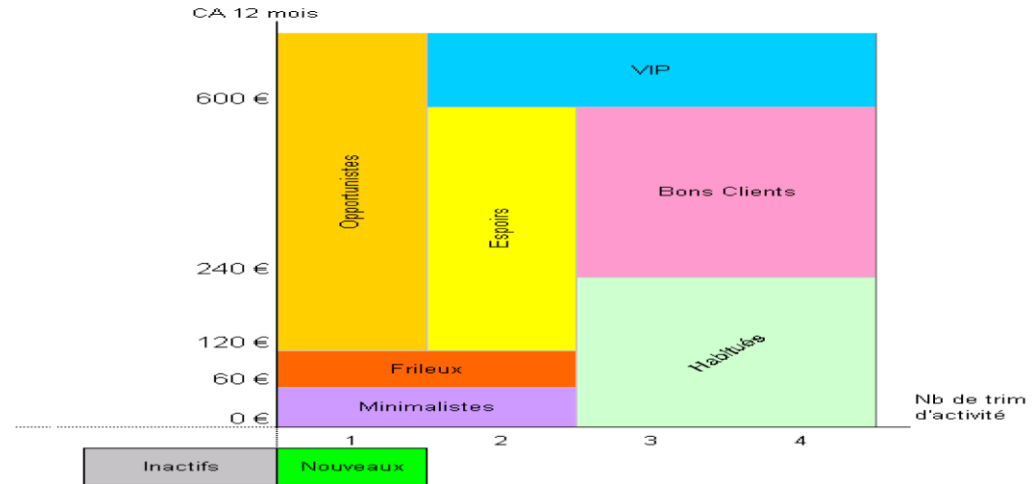 CA 12 mois
VIP
600 €
Opportunistes
Espoirs
Bons Clients
240 €
120 €
Habitués
Frileux
60 €
Minimalistes
0 €
Nb de trim
d'activité
1
2
3
4
Inactifs
Nouveaux